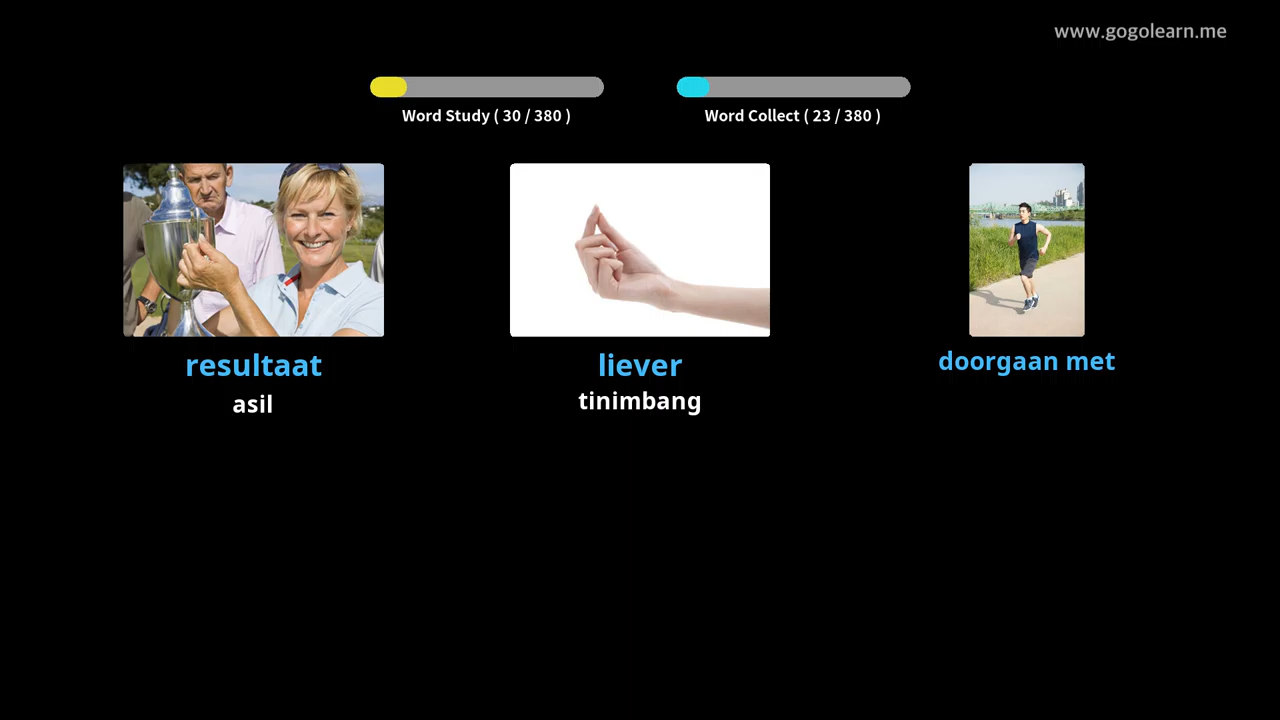 www.gogolearn.me
Word Study ( 30 / 380 )
Word Collect ( 23 / 380 )
resultaat
asil
liever
tinimbang
doorgaan met